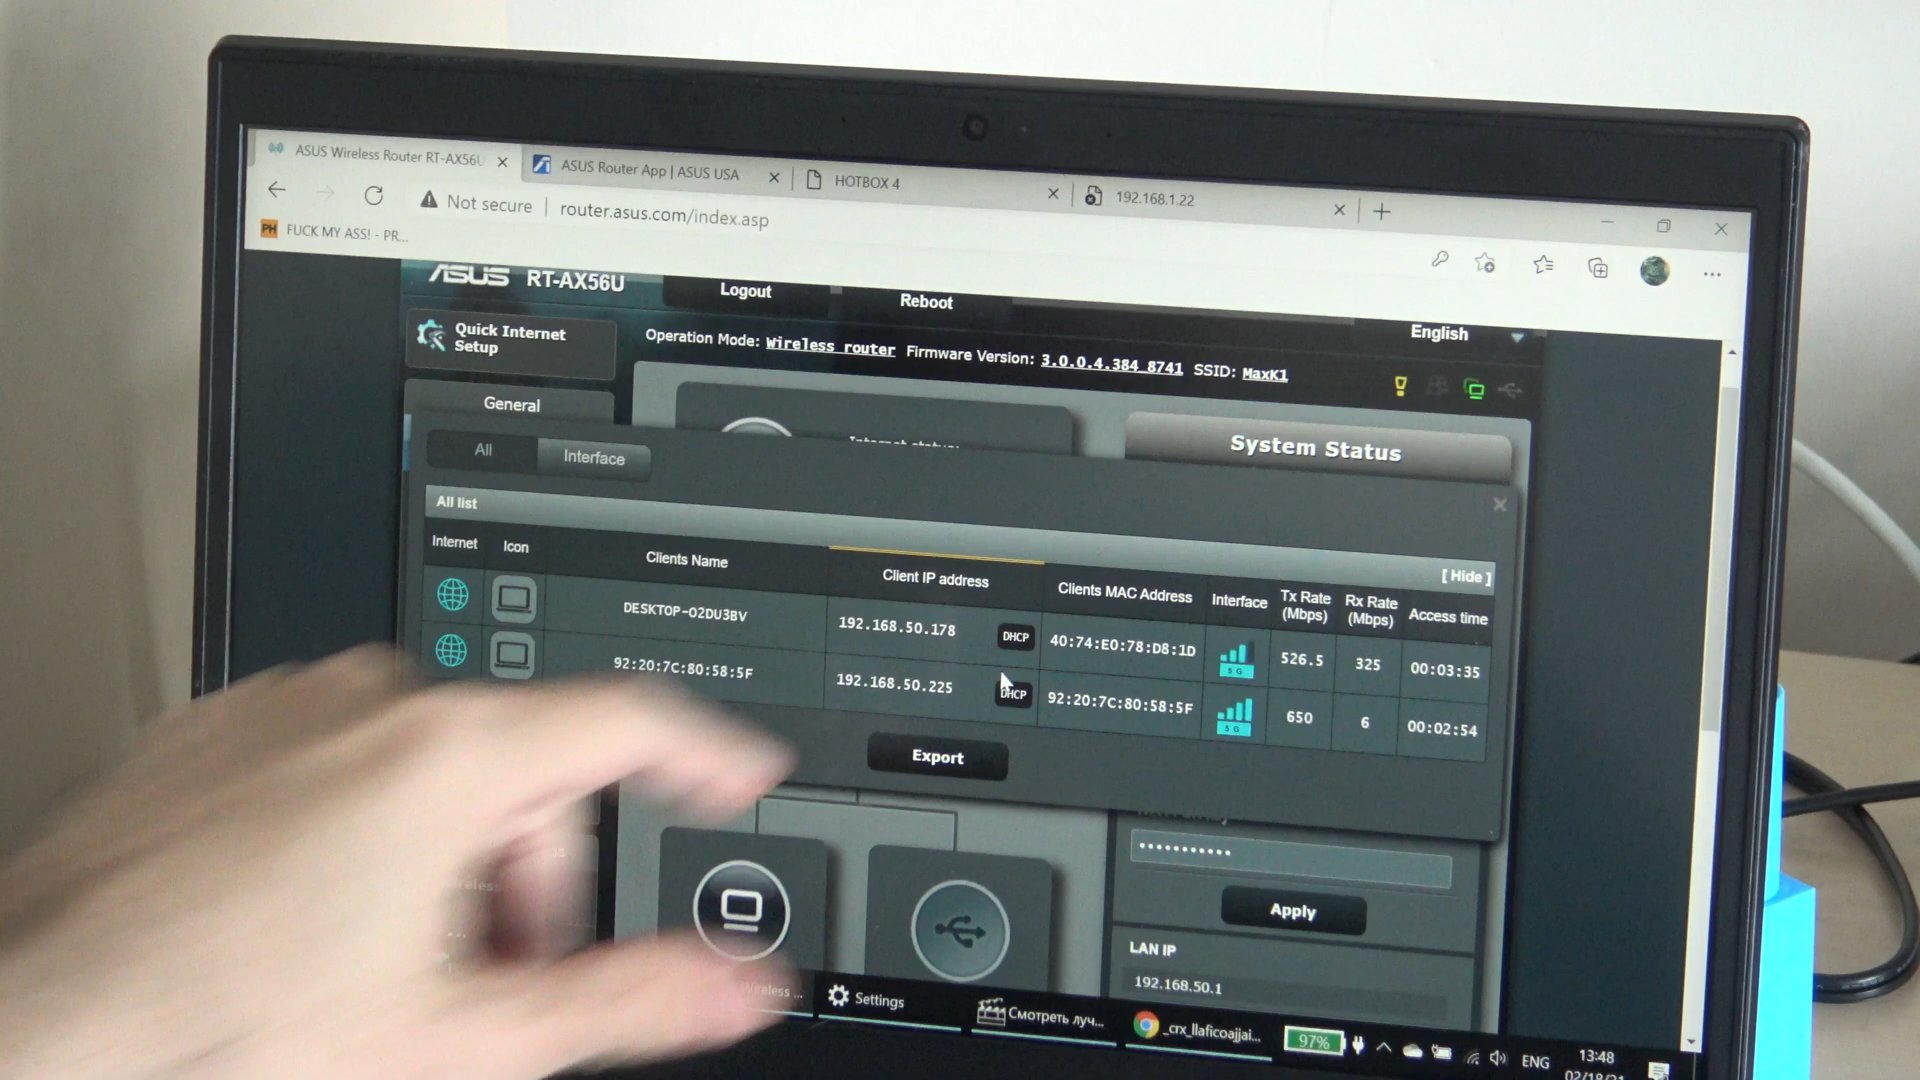 ASUS Wireless Router RT-AX56U
ASUS Router App | ASUS USA
HOTBOX 4
192.168.1.22
Not secure
router.asus.com/index.asp
PH FUCK MY ASS! - PR...
ASUS RT-AX56U
Logout
Reboot
English
Quick Internet
Setup
Operation Mode: Wireless router Firmware Version: 3.0.0.4.384_8741 SSID: MaxK1
General
System Status
All
Interface
All list
[ Hide ]
Internet Icon Clients Name Client IP address Clients MAC Address Interface Tx Rate (Mbps) Rx Rate (Mbps) Access time
DESKTOP-O2DU3BV 192.168.50.178 DHCP 40:74:E0:78:D8:1D 5G 526.5 325 00:03:35
92:20:7C:80:58:5F 192.168.50.225 DHCP 92:20:7C:80:58:5F 5G 650 6 00:02:54
Export
Apply
LAN IP
192.168.50.1
Wireless ...
Settings
Смотреть луч...
_crx_llaficoajjai...
97%
ENG
13:48